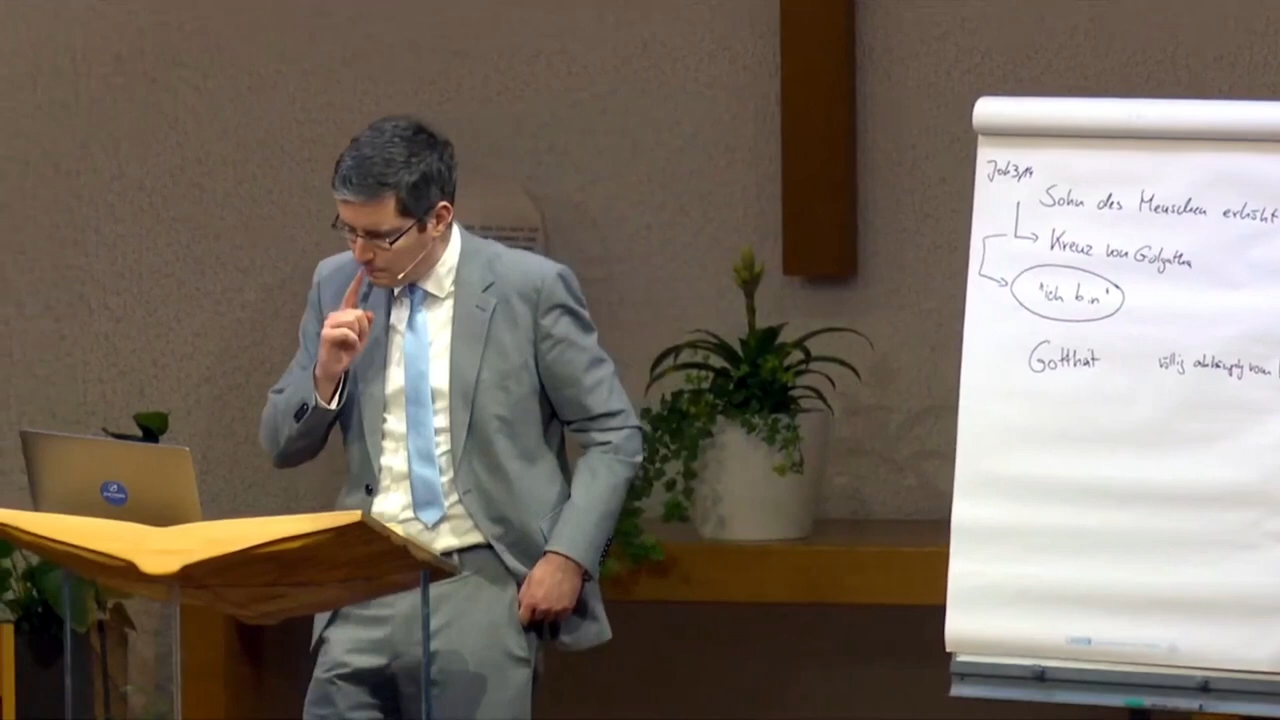 Joh 3,14
Sohn des Menschen erhöht
Kreuz von Golgatha
"ich bin"
Gottheit völlig abhängig vom